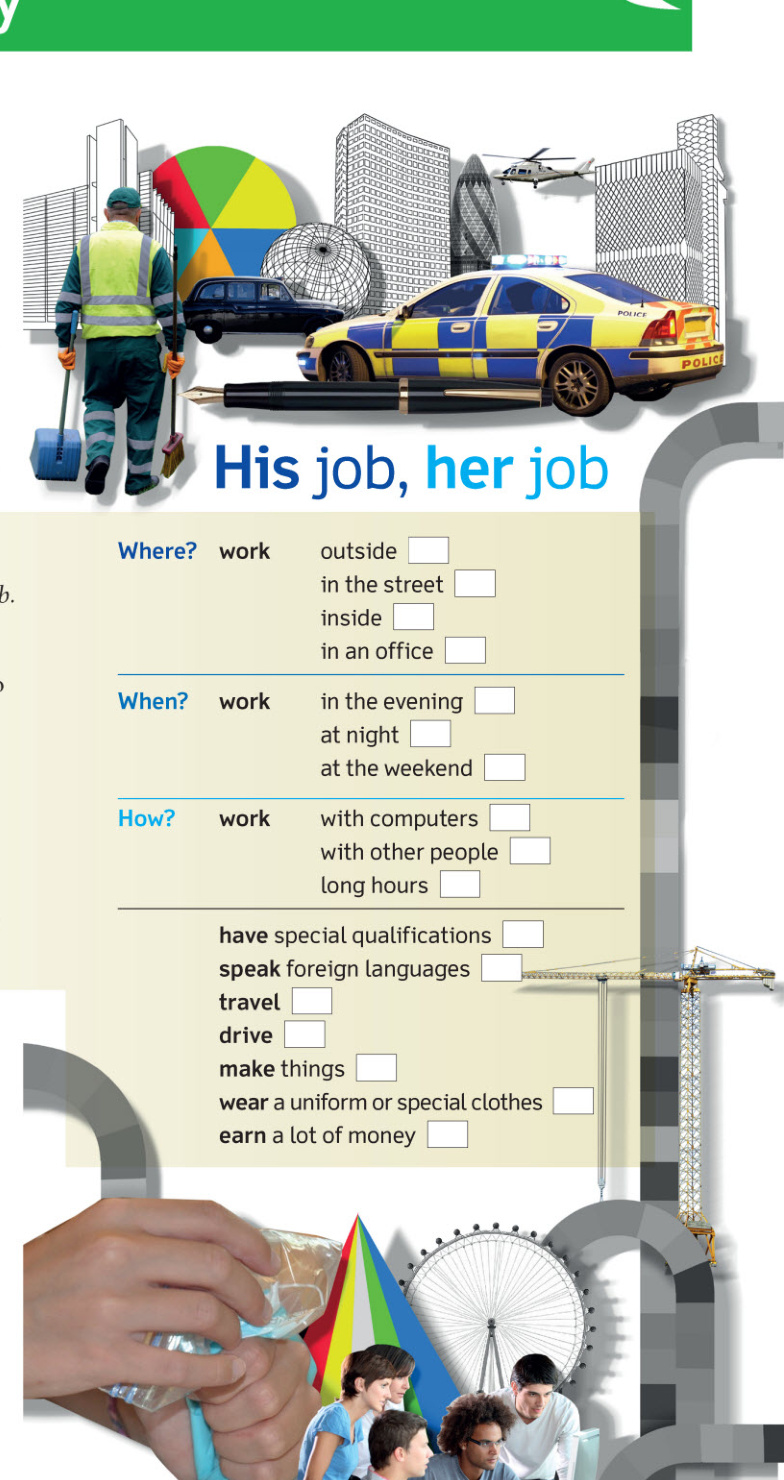 y
POLICE
POLICE
His job, her job
b.
Where? work outside
in the street
inside
in an office
When? work in the evening
at night
at the weekend
How? work with computers
with other people
long hours
have special qualifications
speak foreign languages
travel
drive
make things
wear a uniform or special clothes
earn a lot of money